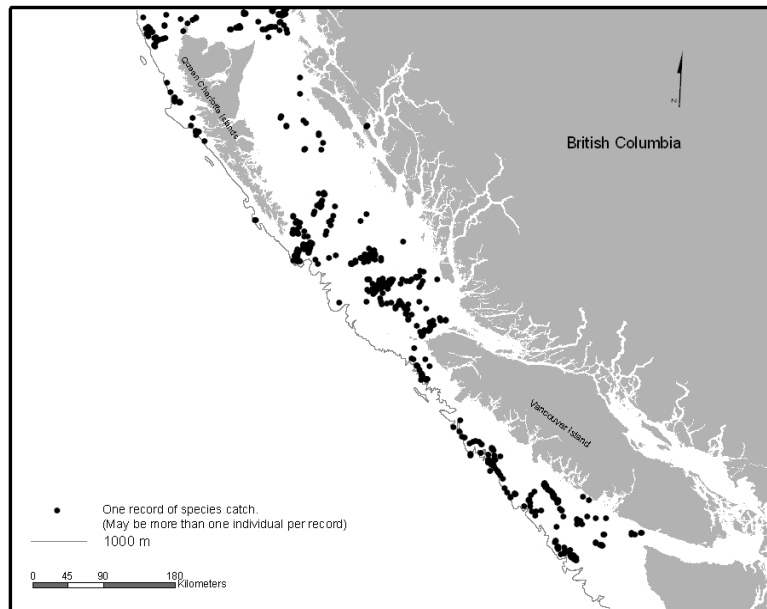 Queen Charlotte Islands
N
British Columbia
Vancouver Island
One record of species catch.
(May be more than one individual per record)
1000 m
0 45 90 180
Kilometers